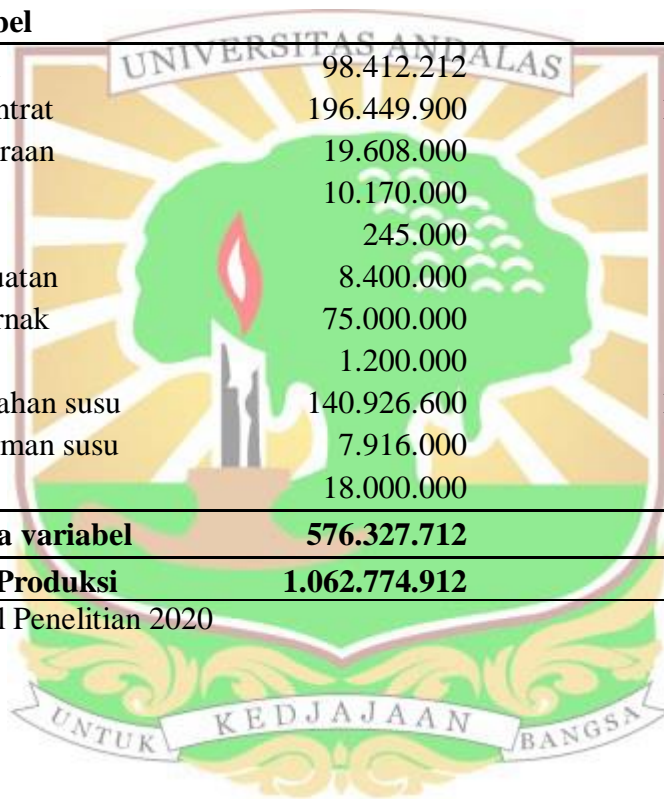 bel
UNIVERSITAS ANDALAS
98.412.212
ntrat 196.449.900
raan 19.608.000
10.170.000
245.000
uatan 8.400.000
rnak 75.000.000
1.200.000
ahan susu 140.926.600
man susu 7.916.000
18.000.000
a variabel 576.327.712
Produksi 1.062.774.912
l Penelitian 2020
UNTUK KEDJAJAAN BANGSA